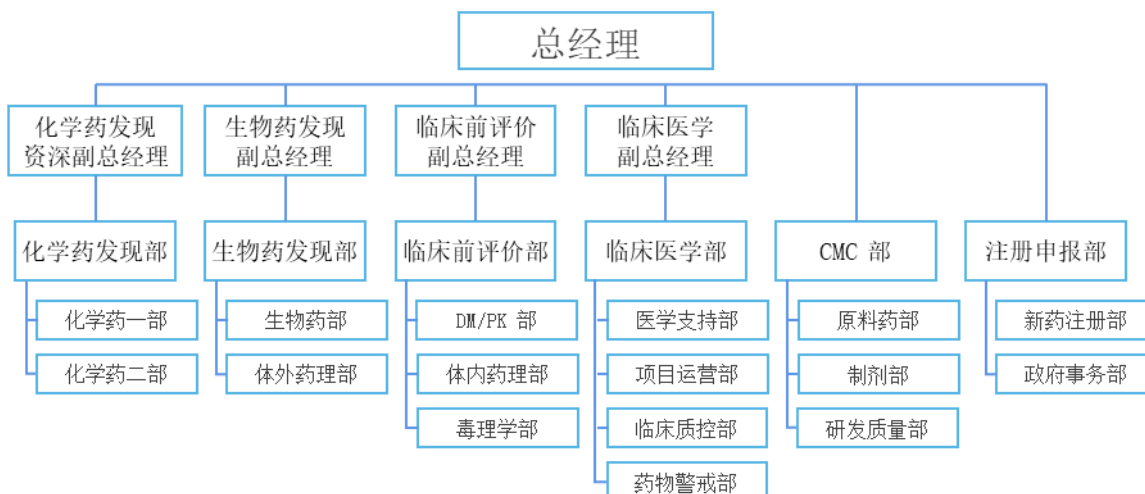 总经理
化学药发现
资深副总经理
生物药发现
副总经理
临床前评价
副总经理
临床医学
副总经理
化学药发现部
生物药发现部
临床前评价部
临床医学部
CMC 部
注册申报部
化学药一部
生物药部
DM/PK 部
医学支持部
原料药部
新药注册部
化学药二部
体外药理部
体内药理部
项目运营部
制剂部
政府事务部
毒理学部
临床质控部
研发质量部
药物警戒部